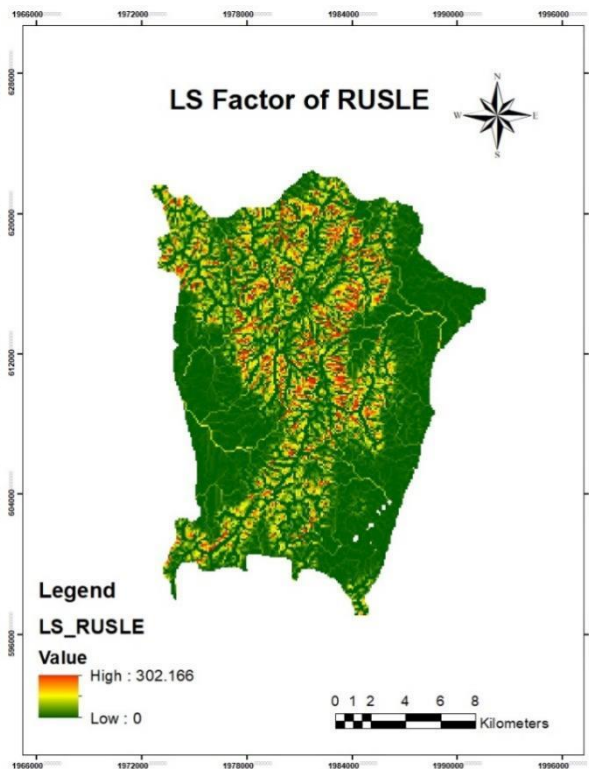 1966000 1972000 1978000 1984000 1990000 1996000
628000
LS Factor of RUSLE
N
W E
S
620000
612000
604000
Legend
LS_RUSLE
Value
High : 302.166
Low : 0
596000
0 1 2 4 6 8
Kilometers
1966000 1972000 1978000 1984000 1990000 1996000